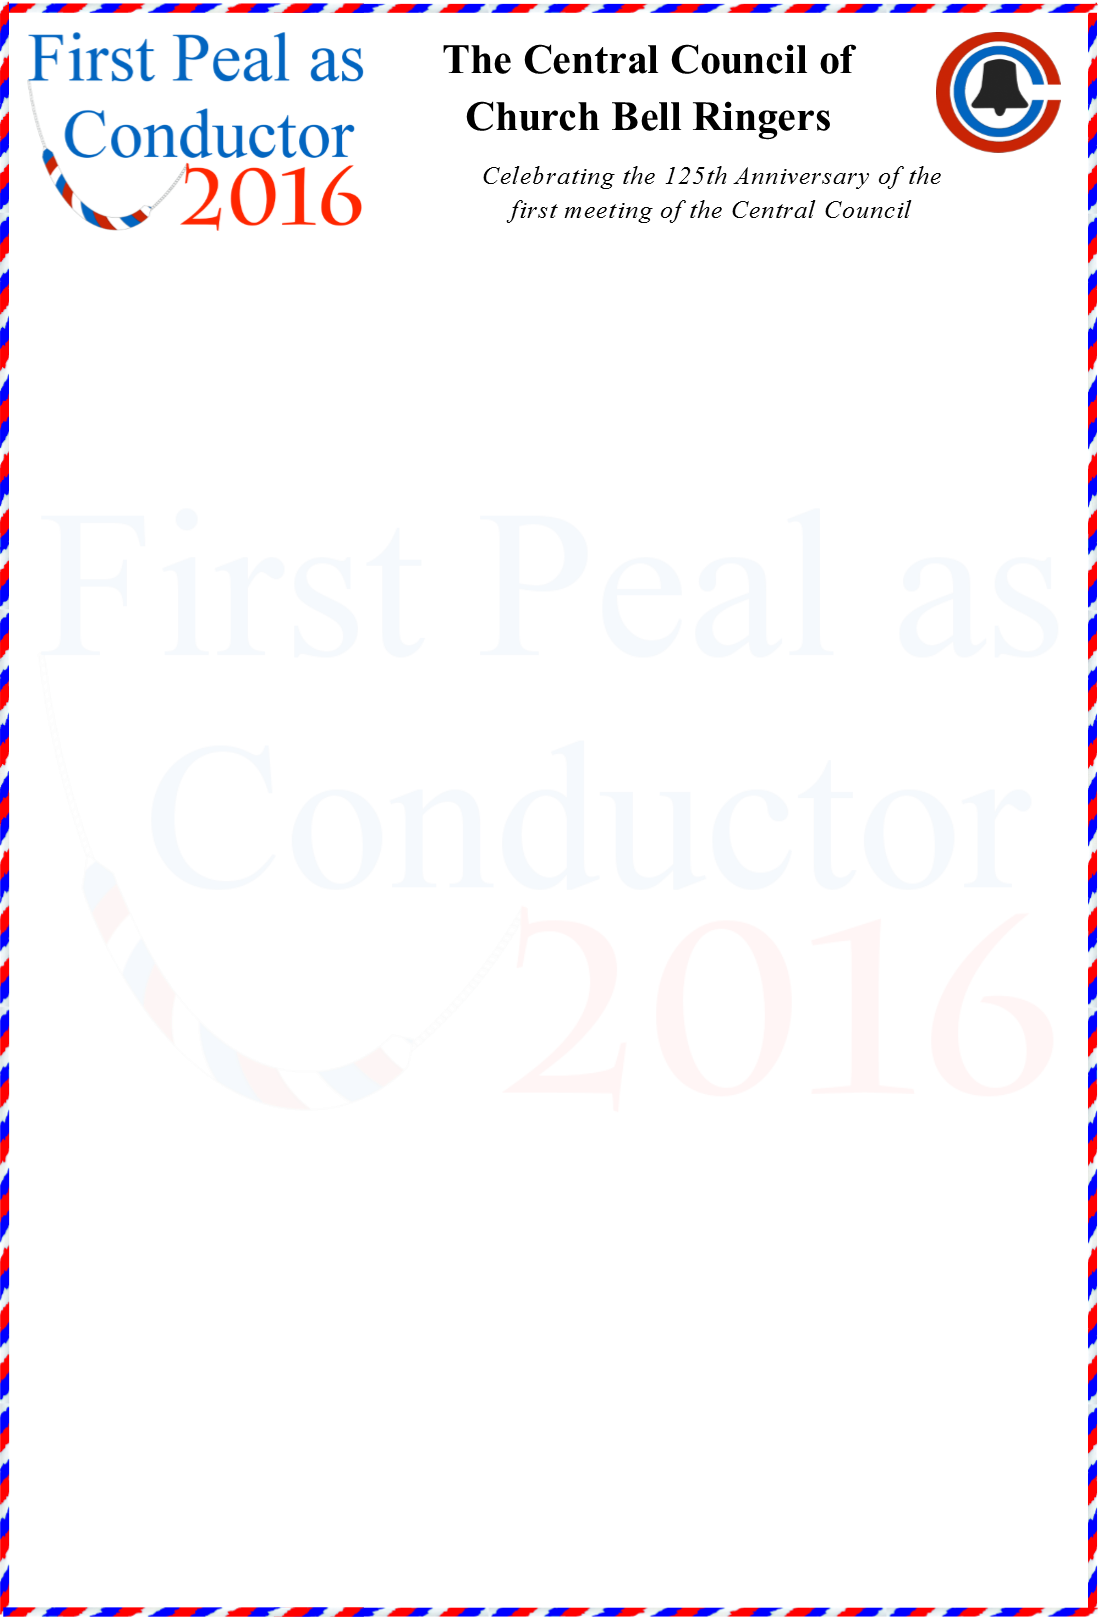 First Peal as
Conductor
2016
The Central Council of
Church Bell Ringers
Celebrating the 125th Anniversary of the
first meeting of the Central Council
First Peal as
Conductor
2016